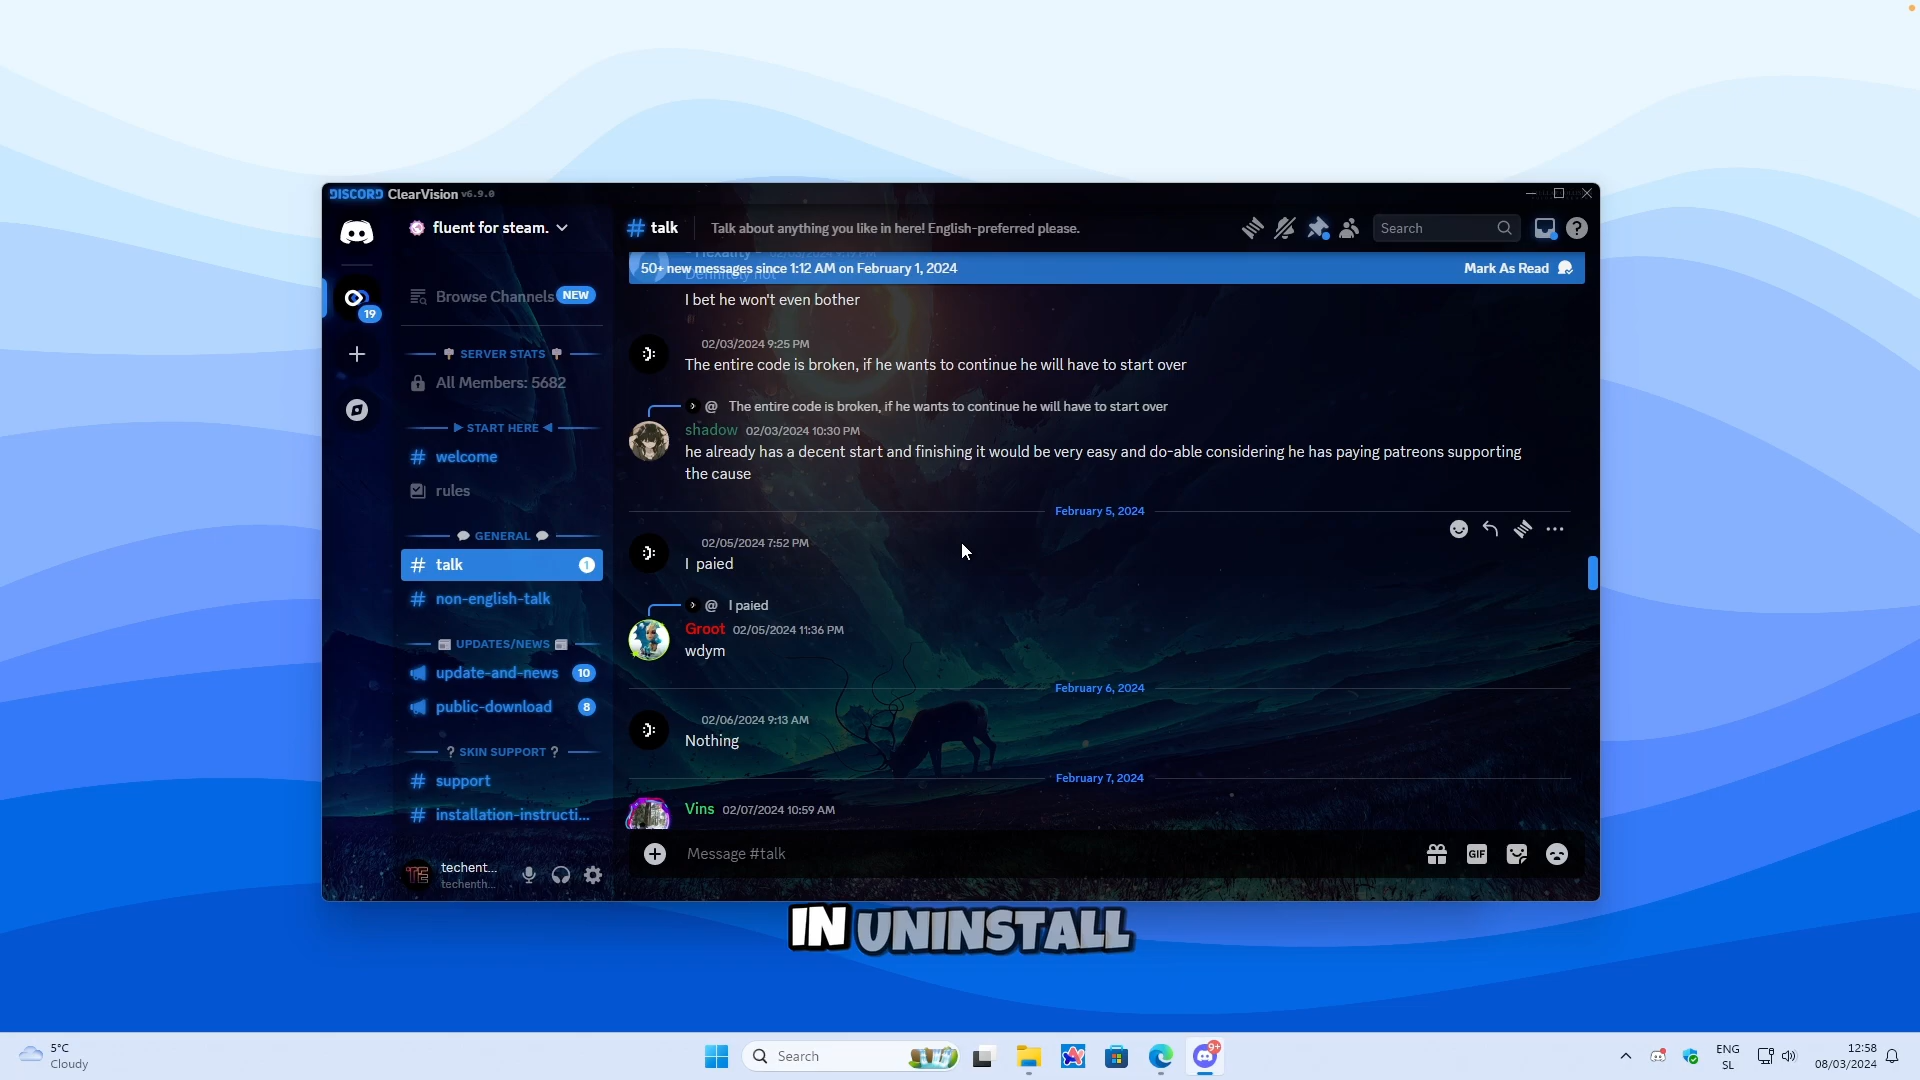 DISCORD ClearVision v6.9.0
fluent for steam.
talk
Talk about anything you like in here! English-preferred please.
Search
Browse Channels NEW
19
SERVER STATS
All Members: 5682
START HERE
welcome
rules
GENERAL
talk 1
non-english-talk
UPDATES/NEWS
update-and-news 10
public-download 8
? SKIN SUPPORT ?
support
installation-instructi...
techent...
techenth...
50+ new messages since 1:12 AM on February 1, 2024
Mark As Read
Definitely not
I bet he won't even bother
02/03/2024 9:25 PM
The entire code is broken, if he wants to continue he will have to start over
@ The entire code is broken, if he wants to continue he will have to start over
shadow 02/03/2024 10:30 PM
he already has a decent start and finishing it would be very easy and do-able considering he has paying patreons supporting
the cause
February 5, 2024
02/05/2024 7:52 PM
I paied
@ I paied
Groot 02/05/2024 11:36 PM
wdym
February 6, 2024
02/06/2024 9:13 AM
Nothing
February 7, 2024
Vins 02/07/2024 10:59 AM
Message #talk
GIF
IN UNINSTALL
5°C
Cloudy
Search
9+
ENG
SL
12:58
08/03/2024